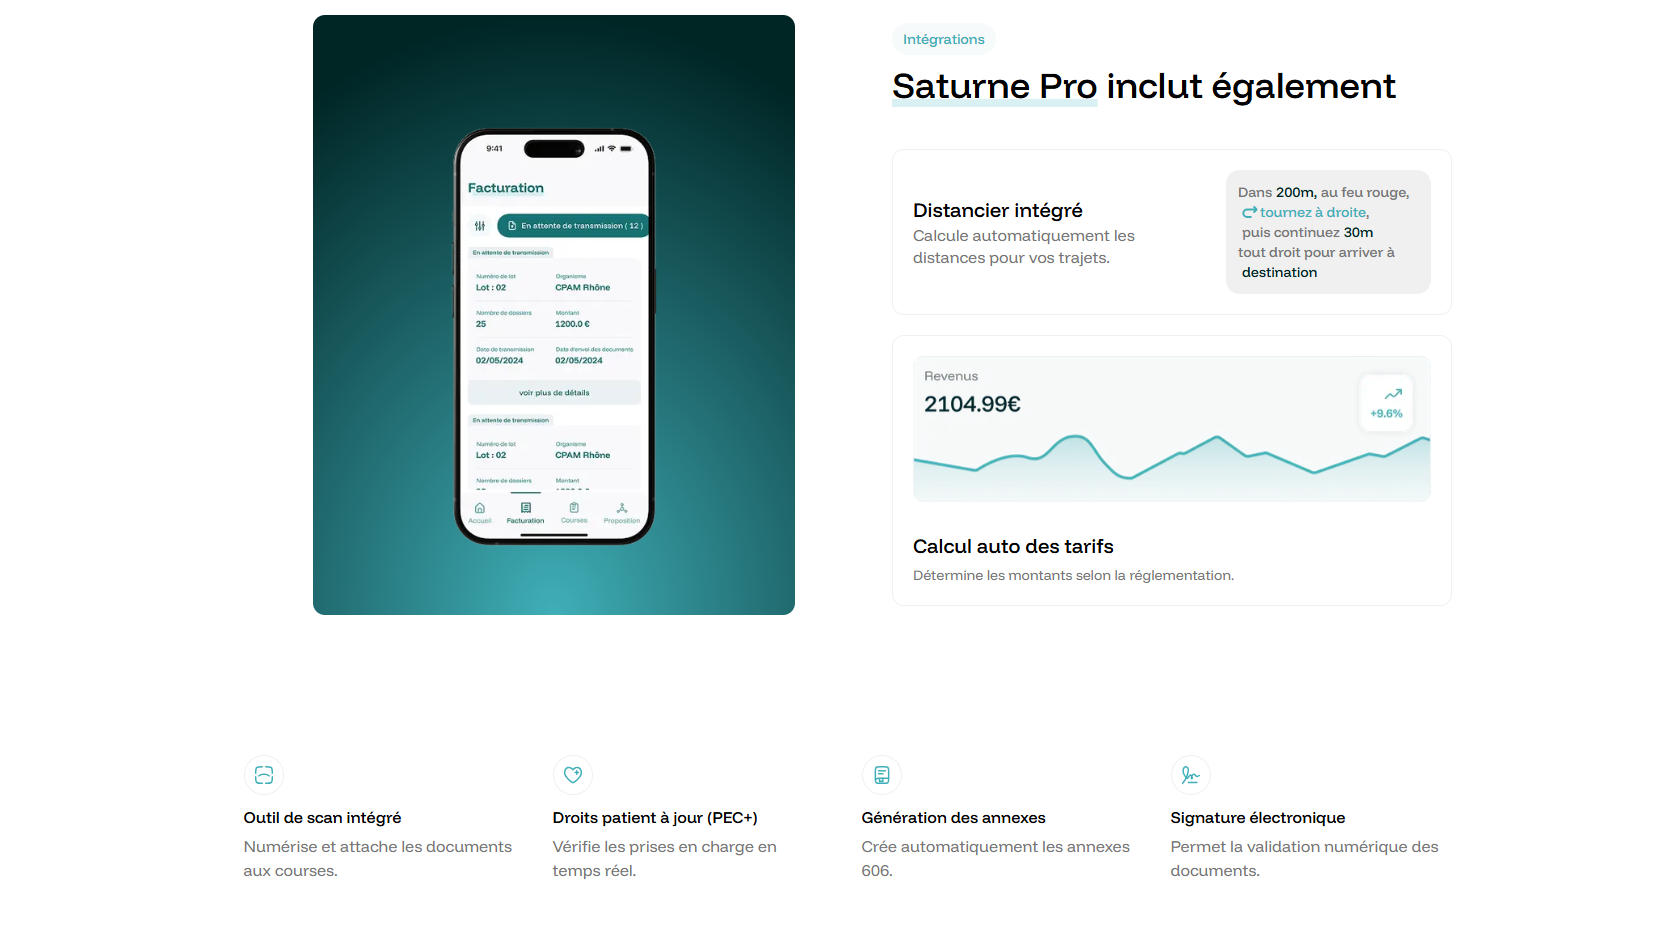 9:41
Facturation
En attente de transmission ( 12 )
En attente de transmission
Numéro de lot Organisme
Lot : 02 CPAM Rhône
Nombre de dossiers Montant
25 1200.0 €
Date de transmission Date d'envoi des documents
02/05/2024 02/05/2024
voir plus de détails
En attente de transmission
Numéro de lot Organisme
Lot : 02 CPAM Rhône
Nombre de dossiers Montant
Accueil Facturation Courses Proposition
Intégrations
Saturne Pro inclut également
Distancier intégré
Calcule automatiquement les
distances pour vos trajets.
Dans 200m, au feu rouge,
tournez à droite,
puis continuez 30m
tout droit pour arriver à
destination
Revenus
2104.99€
+9.6%
Calcul auto des tarifs
Détermine les montants selon la réglementation.
Outil de scan intégré
Numérise et attache les documents
aux courses.
Droits patient à jour (PEC+)
Vérifie les prises en charge en
temps réel.
Génération des annexes
Crée automatiquement les annexes
606.
Signature électronique
Permet la validation numérique des
documents.